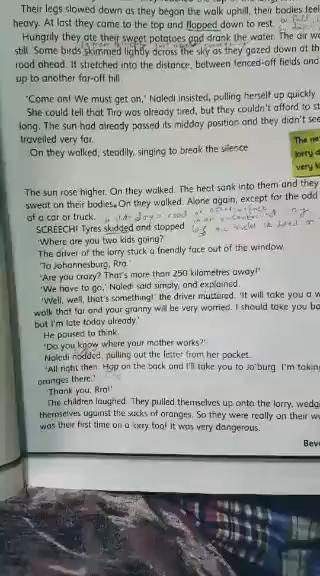 Their legs slowed down as they began the walk uphill, their bodies feel
heavy. At last they came to the top and flopped down to rest.
Hungrily they ate their sweet potatoes and drank the water. The air w
still. Some birds skimmed lightly across the sky as they gazed down at th
road ahead. It stretched into the distance, between fenced-off fields and
up to another far-off hill.
'Come on! We must get on,' Naledi insisted, pulling herself up quickly
She could tell that Tiro was already tired, but they couldn't afford to st
long. The sun had already passed its midday position and they didn't see
travelled very far.
On they walked, steadily, singing to break the silence
The ne
lorry d
very k
The sun rose higher. On they walked. The heat sank into them and they
sweat on their bodies. On they walked. Alone again, except for the odd
of a car or truck.
SCREECH! Tyres skidded and stopped
'Where are you two kids going?'
The driver of the lorry stuck a friendly face out of the window.
'To Johannesburg, Rra.'
'Are you crazy? That's more than 250 kilometres away!'
'We have to go,' Naledi said simply, and explained.
'Well, well, that's something!' the driver muttered. 'It will take you a w
walk that far and your granny will be very worried. I should take you ba
but I'm late today already.'
He paused to think.
'Do you know where your mother works?'
Naledi nodded, pulling out the letter from her pocket.
'All right then. Hop on the back and I'll take you to Jo'burg. I'm takin
oranges there.'
'Thank you, Rra!'
The children laughed. They pulled themselves up onto the lorry, wedg
themselves against the sacks of oranges. So they were really on their w
was their first time on a lorry too! It was very dangerous.
Bev